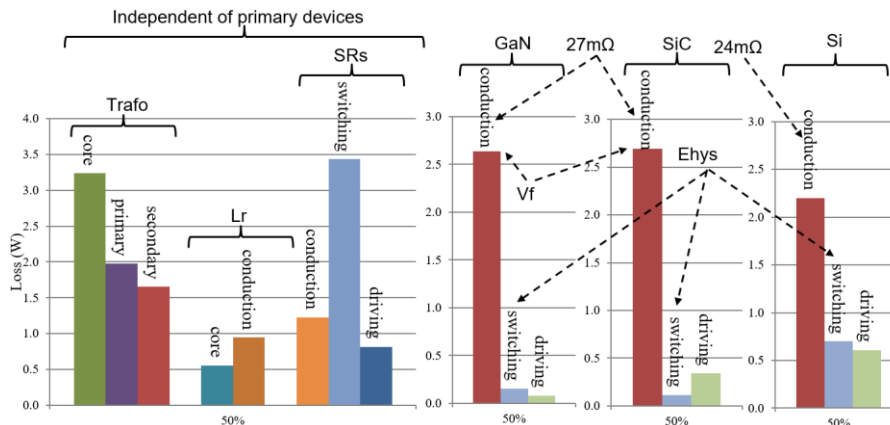 Independent of primary devices
SRs
Trafo
Lr
GaN
27mΩ
SiC
24mΩ
Si
Loss (W)
4.0
3.5
3.0
2.5
2.0
1.5
1.0
0.5
0.0
core
primary
secondary
core
conduction
conduction
switching
driving
50%
3.0
2.5
2.0
1.5
1.0
0.5
0.0
conduction
switching
driving
Vf
50%
3.0
2.5
2.0
1.5
1.0
0.5
0.0
conduction
switching
driving
Ehys
50%
3.0
2.5
2.0
1.5
1.0
0.5
0.0
conduction
switching
driving
50%